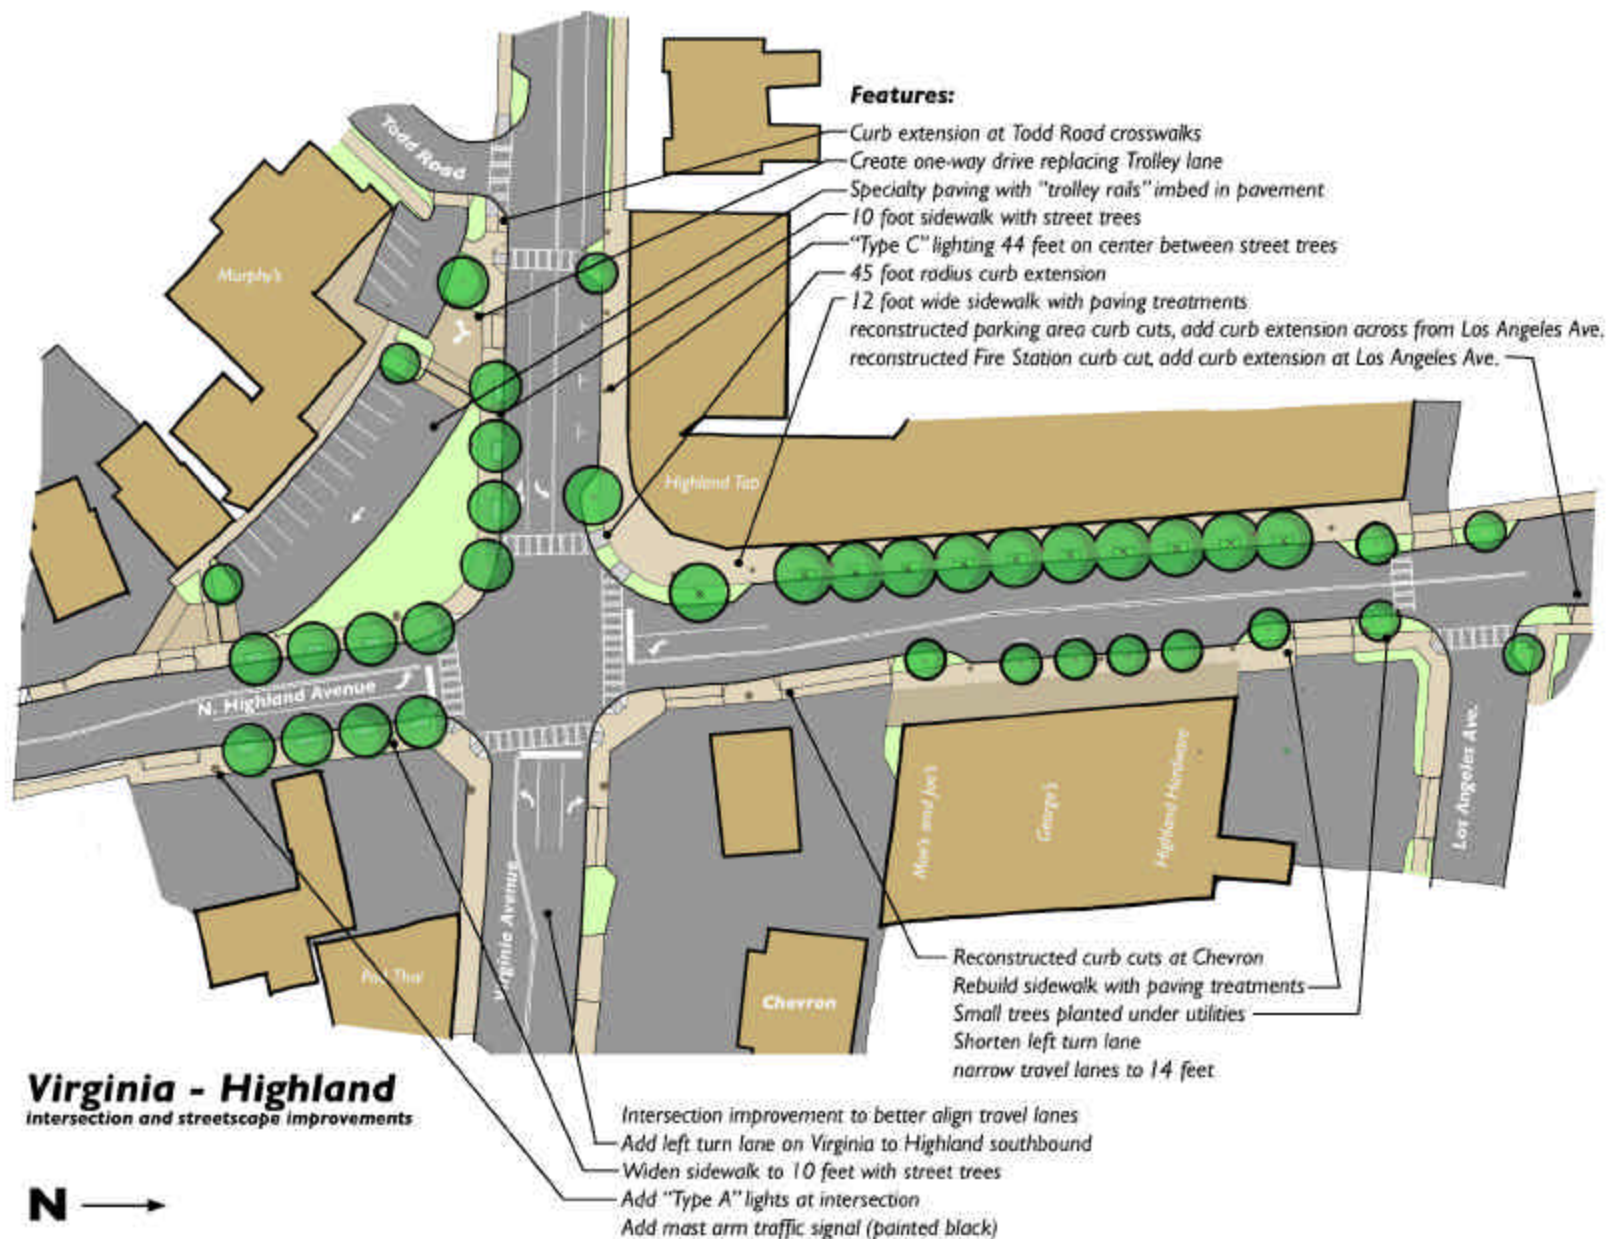 Features:
Curb extension at Todd Road crosswalks
Create one-way drive replacing Trolley lane
Specialty paving with "trolley rails" imbed in pavement
10 foot sidewalk with street trees
"Type C" lighting 44 feet on center between street trees
45 foot radius curb extension
12 foot wide sidewalk with paving treatments
reconstructed parking area curb cuts, add curb extension across from Los Angeles Ave.
reconstructed Fire Station curb cut, add curb extension at Los Angeles Ave.
Todd Road
Murphy's
Highland Tap
N. Highland Avenue
Moe's and Joe's
George's
Highland Hardware
Los Angeles Ave.
Virginia Avenue
Pad Thai
Chevron
Reconstructed curb cuts at Chevron
Rebuild sidewalk with paving treatments
Small trees planted under utilities
Shorten left turn lane
narrow travel lanes to 14 feet
Virginia - Highland
intersection and streetscape improvements
Intersection improvement to better align travel lanes
Add left turn lane on Virginia to Highland southbound
Widen sidewalk to 10 feet with street trees
Add "Type A" lights at intersection
Add mast arm traffic signal (painted black)
N